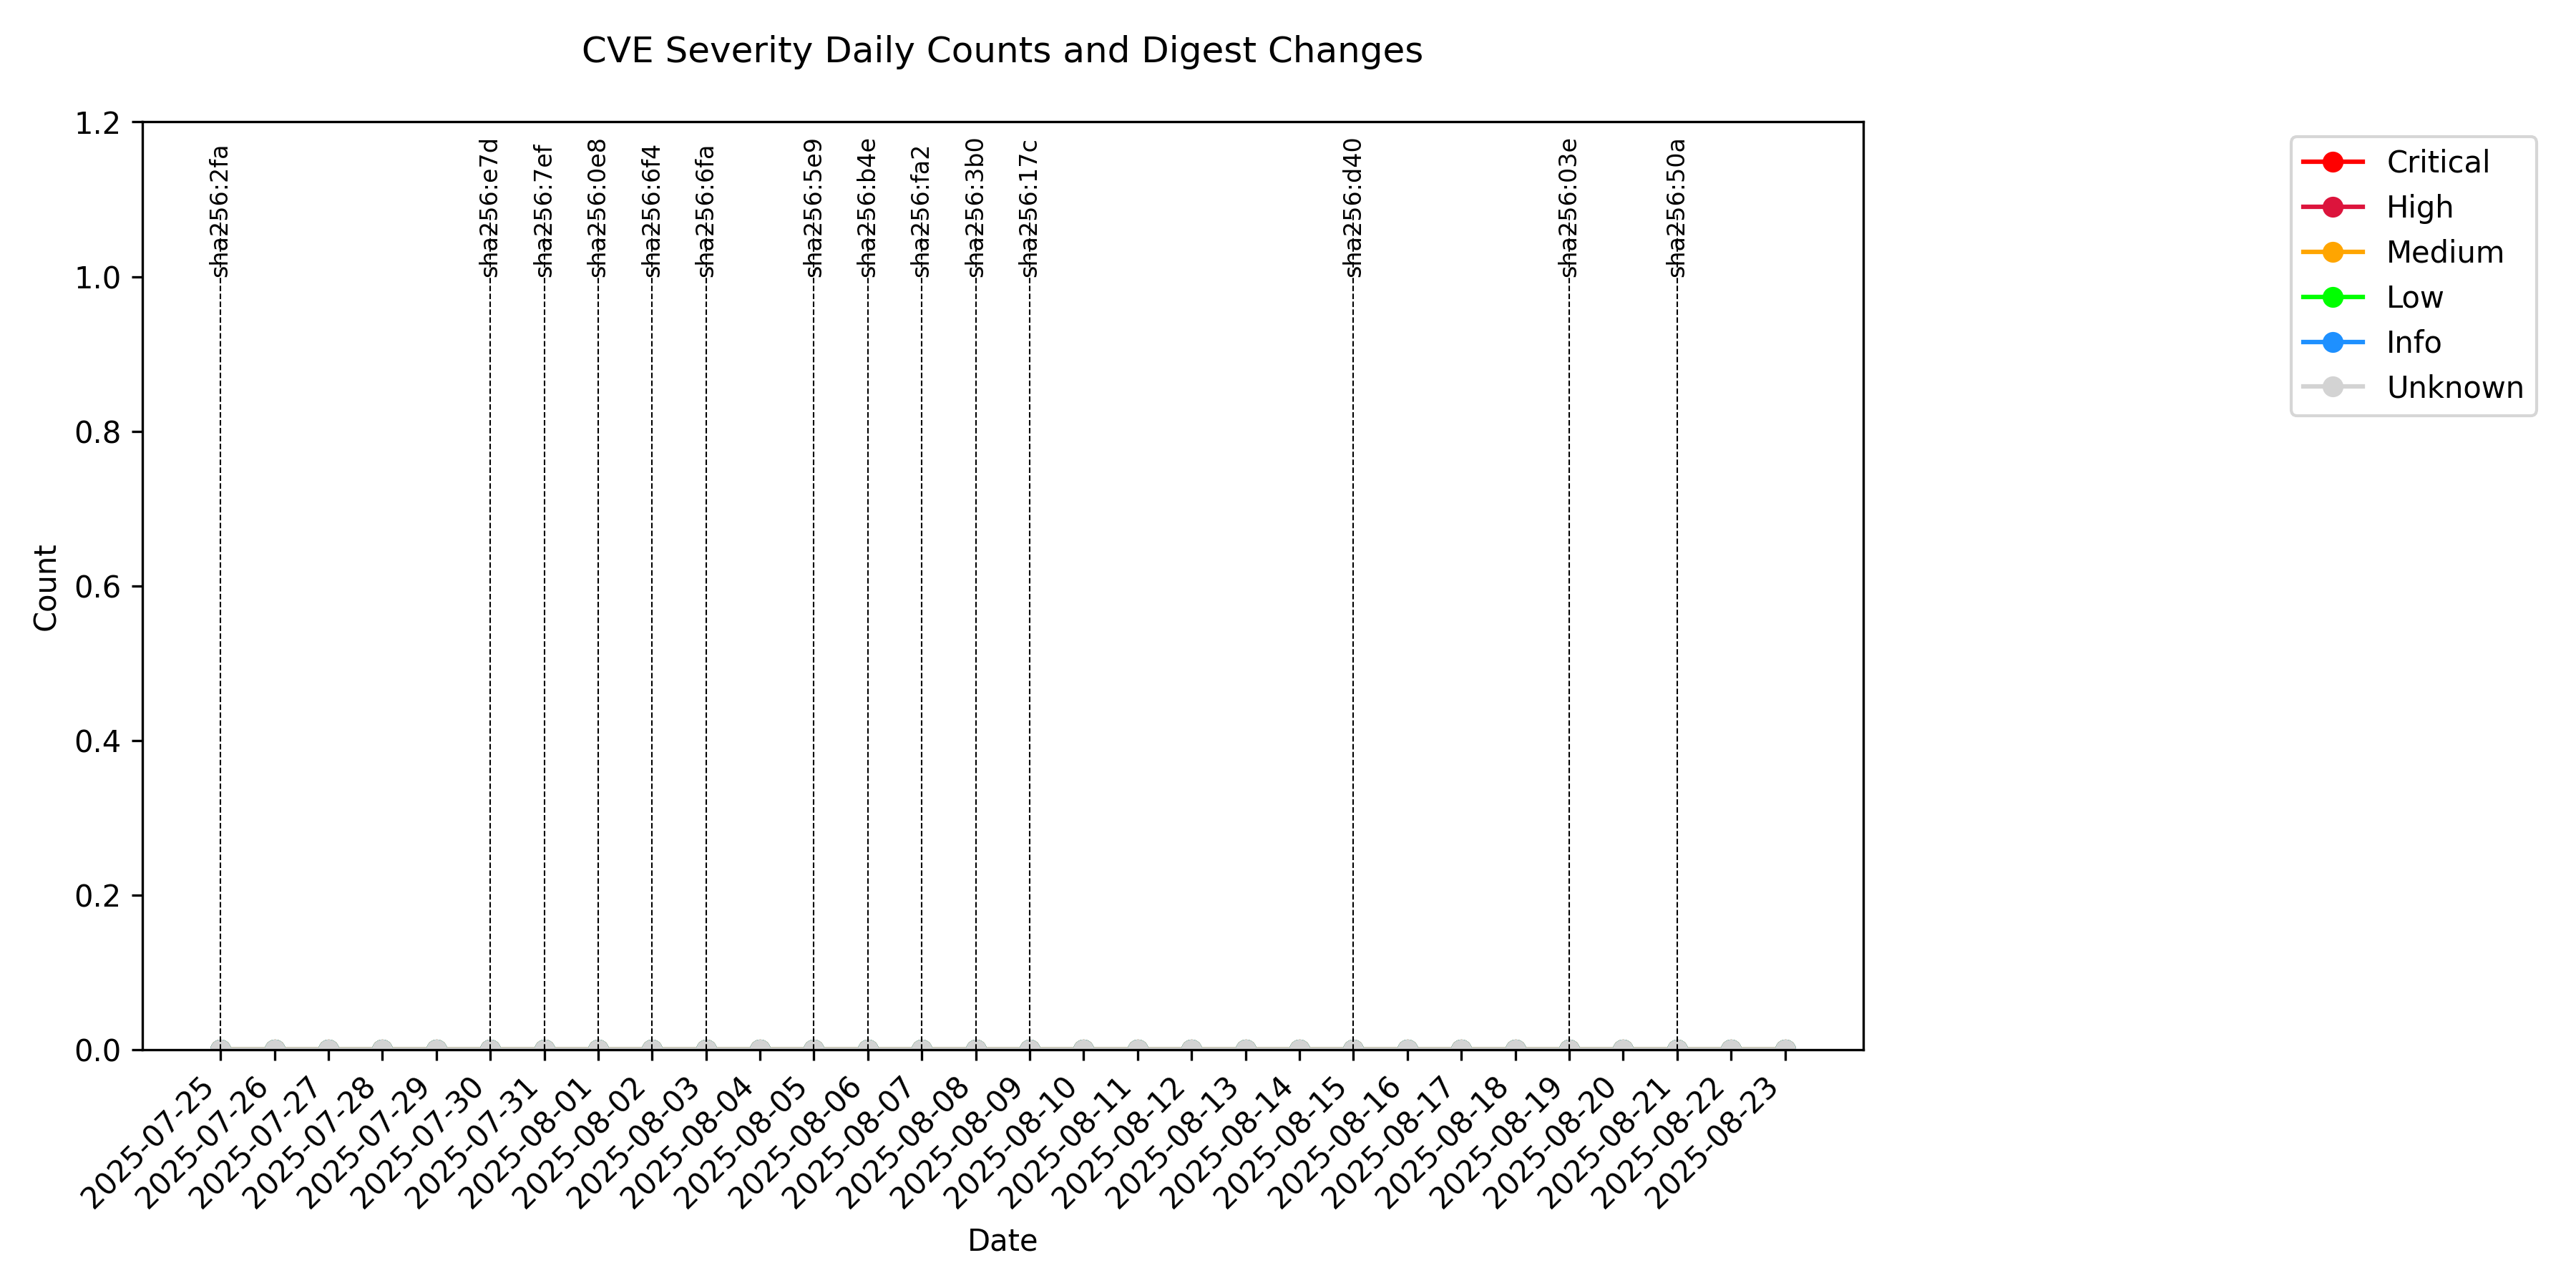 CVE Severity Daily Counts and Digest Changes
1.2
1.0
0.8
0.6
0.4
0.2
0.0
Count
sha256:2fa
sha256:e7d
sha256:7ef
sha256:0e8
sha256:6f4
sha256:6fa
sha256:5e9
sha256:b4e
sha256:fa2
sha256:3b0
sha256:17c
sha256:d40
sha256:03e
sha256:50a
Critical
High
Medium
Low
Info
Unknown
2025-07-25
2025-07-26
2025-07-27
2025-07-28
2025-07-29
2025-07-30
2025-07-31
2025-08-01
2025-08-02
2025-08-03
2025-08-04
2025-08-05
2025-08-06
2025-08-07
2025-08-08
2025-08-09
2025-08-10
2025-08-11
2025-08-12
2025-08-13
2025-08-14
2025-08-15
2025-08-16
2025-08-17
2025-08-18
2025-08-19
2025-08-20
2025-08-21
2025-08-22
2025-08-23
Date